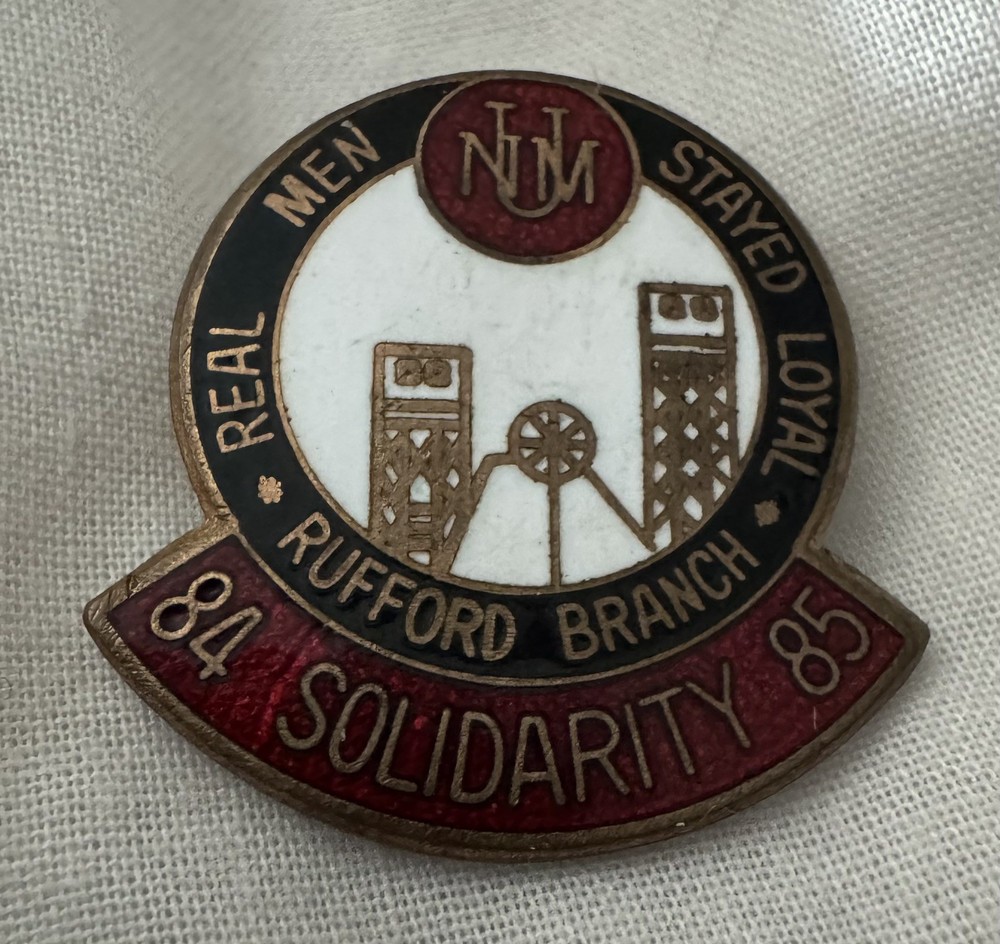 NUM
REAL MEN STAYED LOYAL
RUFFORD BRANCH
84 SOLIDARITY 85